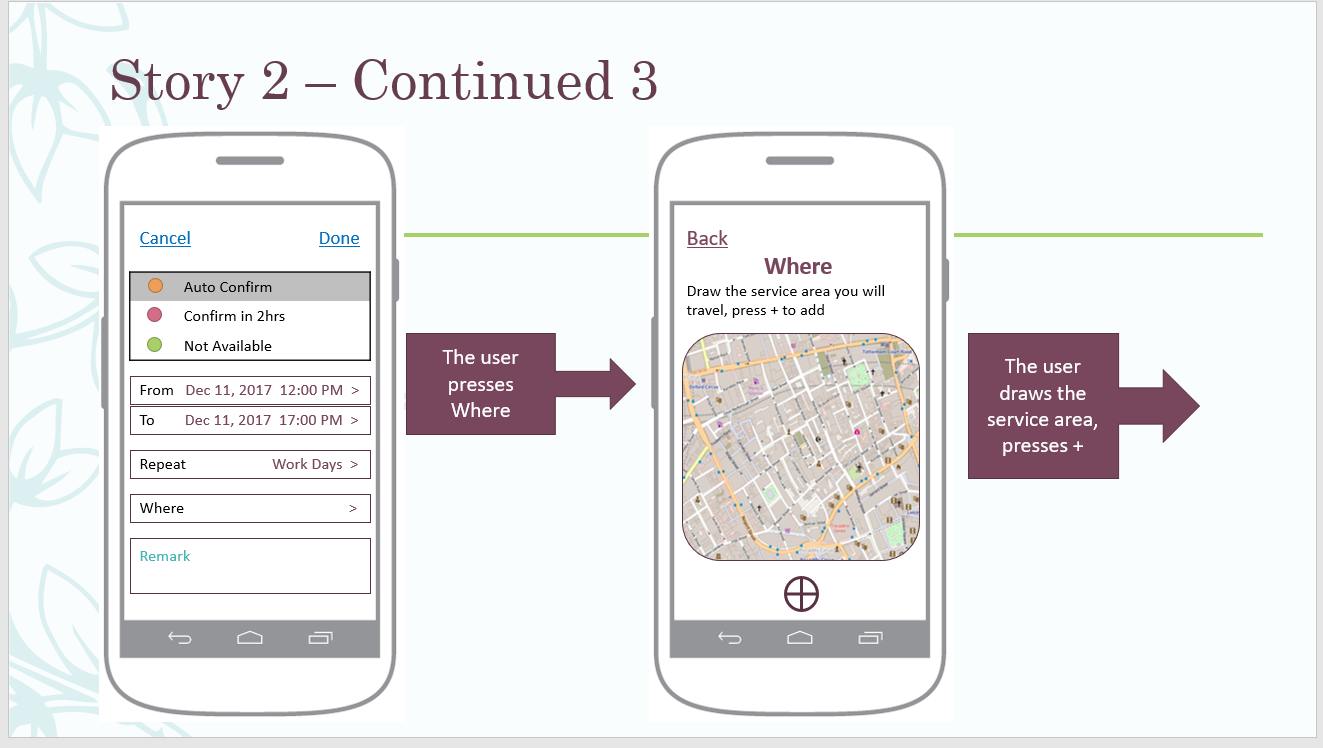 Story 2 – Continued 3
Cancel Done
Auto Confirm
Confirm in 2hrs
Not Available
From Dec 11, 2017 12:00 PM >
To Dec 11, 2017 17:00 PM >
Repeat Work Days >
Where >
Remark
The user
presses
Where
Back
Where
Draw the service area you will
travel, press + to add
The user
draws the
service area,
presses +